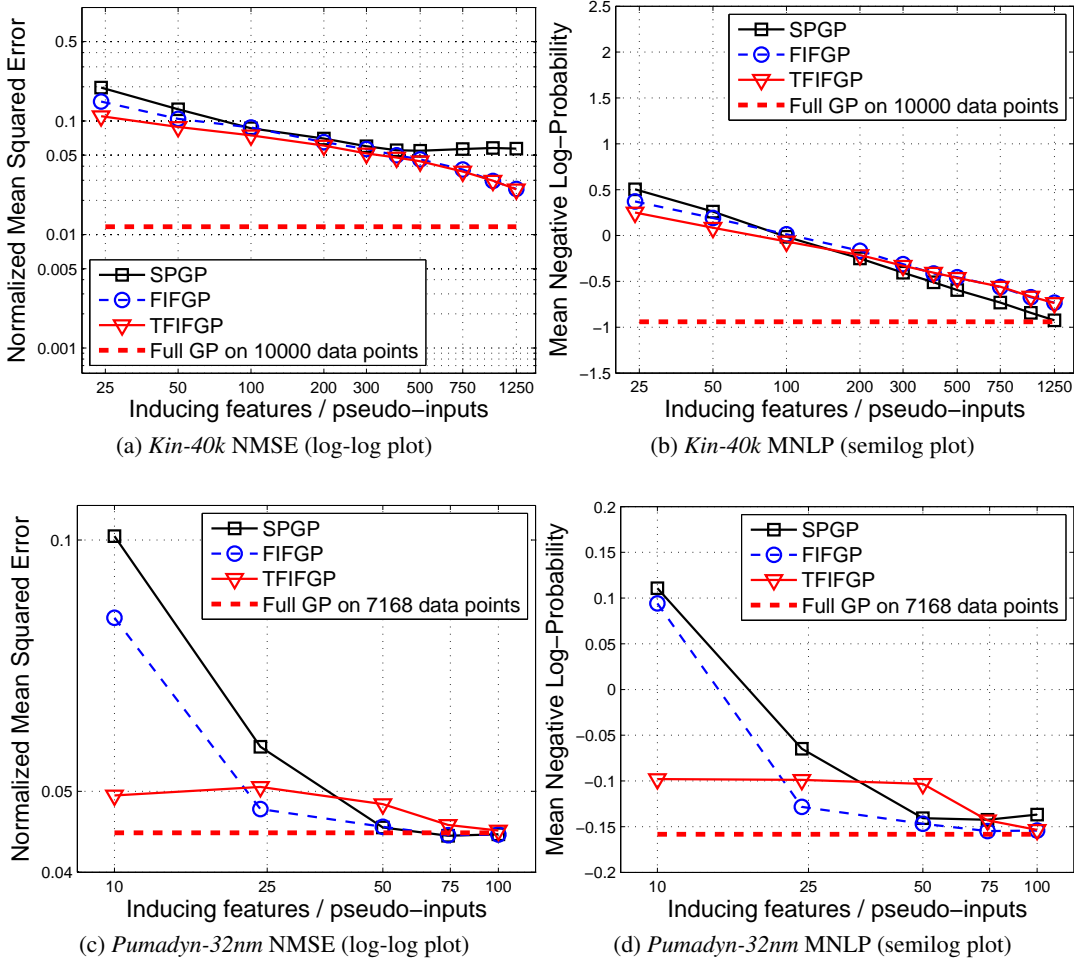 Normalized Mean Squared Error
0.5
0.1
0.05
0.01
0.005
0.001
SPGP
FIFGP
TFIFGP
Full GP on 10000 data points
25 50 100 200 300 500 750 1250
Inducing features / pseudo-inputs
(a) Kin-40k NMSE (log-log plot)
Mean Negative Log-Probability
2.5
2
1.5
1
0.5
0
−0.5
−1
−1.5
SPGP
FIFGP
TFIFGP
Full GP on 10000 data points
25 50 100 200 300 500 750 1250
Inducing features / pseudo-inputs
(b) Kin-40k MNLP (semilog plot)
Normalized Mean Squared Error
0.1
0.05
0.04
SPGP
FIFGP
TFIFGP
Full GP on 7168 data points
10 25 50 75 100
Inducing features / pseudo-inputs
(c) Pumadyn-32nm NMSE (log-log plot)
Mean Negative Log-Probability
0.2
0.15
0.1
0.05
0
−0.05
−0.1
−0.15
−0.2
SPGP
FIFGP
TFIFGP
Full GP on 7168 data points
10 25 50 75 100
Inducing features / pseudo-inputs
(d) Pumadyn-32nm MNLP (semilog plot)